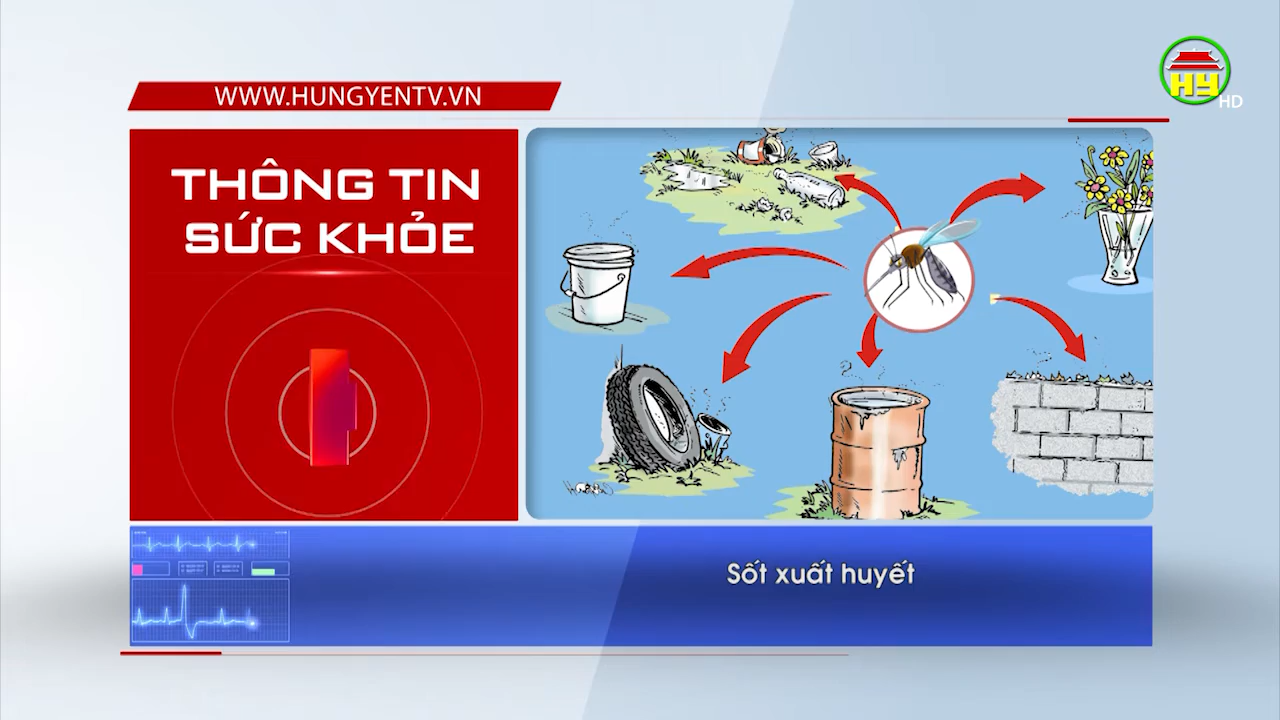 WWW.HUNGYENTV.VN
HY
HD
THÔNG TIN
SỨC KHỎE
Sốt xuất huyết